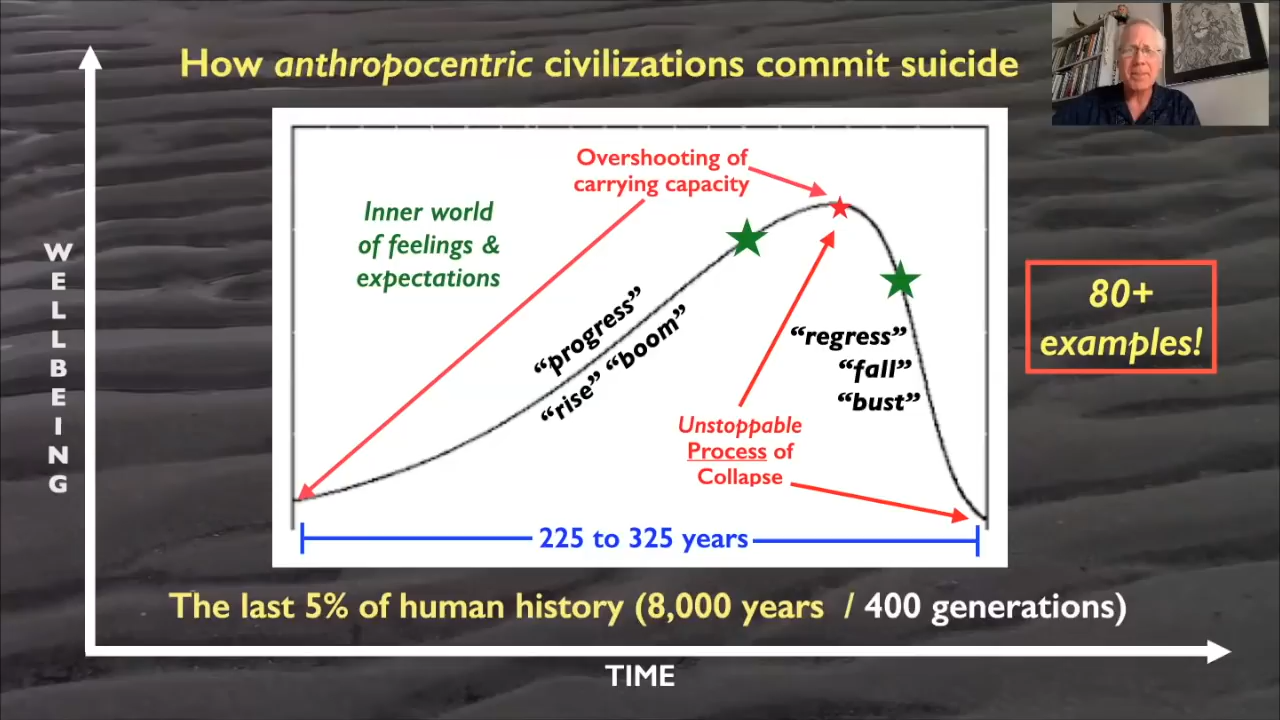 How anthropocentric civilizations commit suicide
Overshooting of
carrying capacity
Inner world
of feelings &
expectations
“progress”
“rise” “boom”
“regress”
“fall”
“bust”
Unstoppable
Process of
Collapse
225 to 325 years
80+
examples!
WELLBEING
The last 5% of human history (8,000 years / 400 generations)
TIME